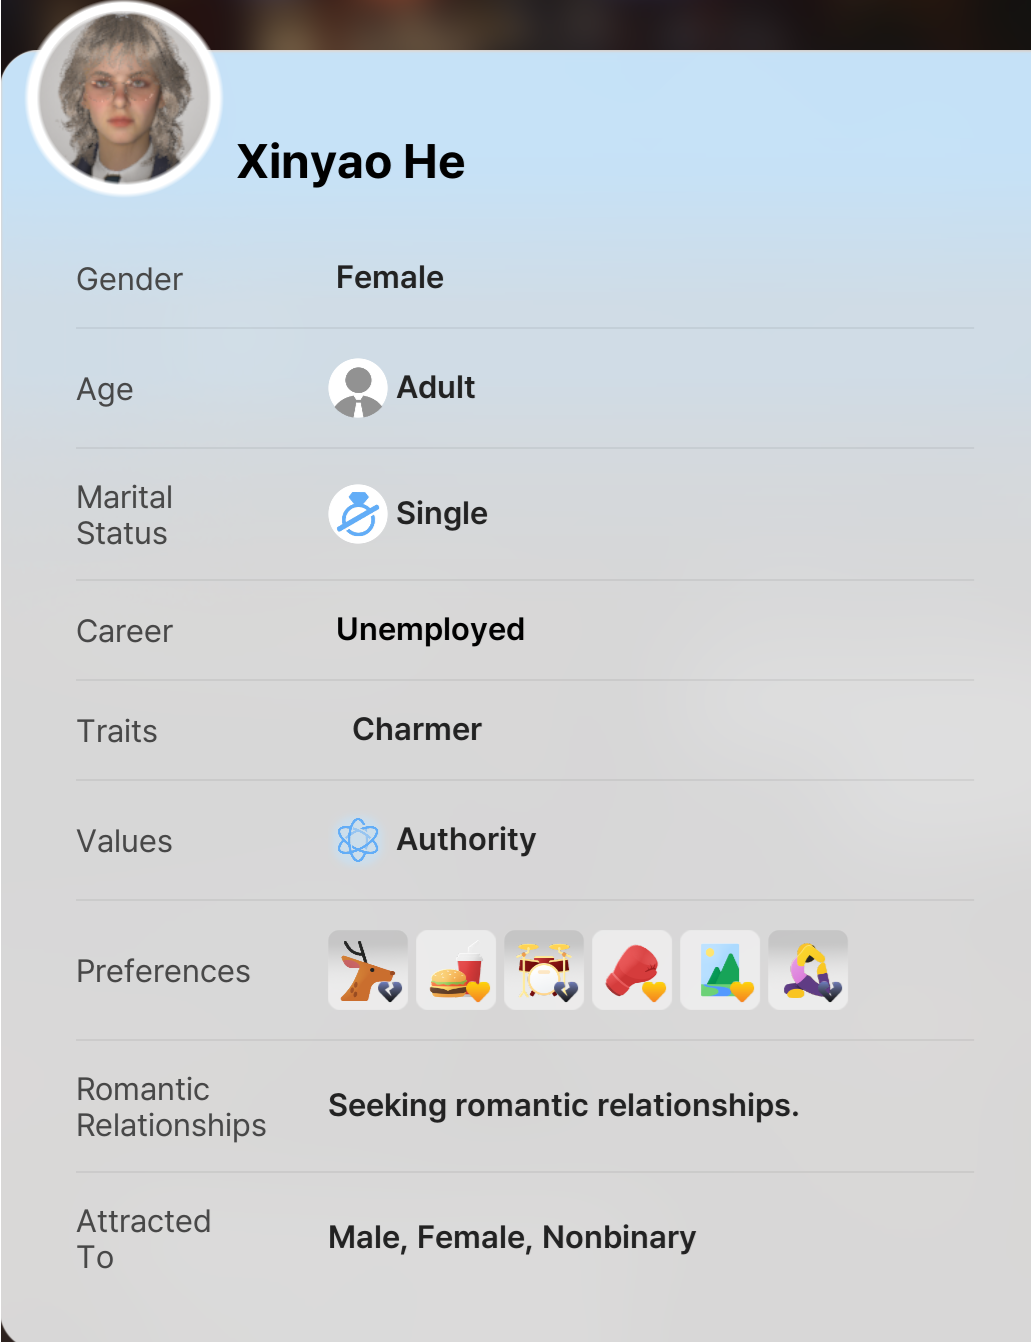 Xinyao He
Gender
Female
Age
Adult
Marital
Status
Single
Career
Unemployed
Traits
Charmer
Values
Authority
Preferences
Romantic
Relationships
Seeking romantic relationships.
Attracted
To
Male, Female, Nonbinary